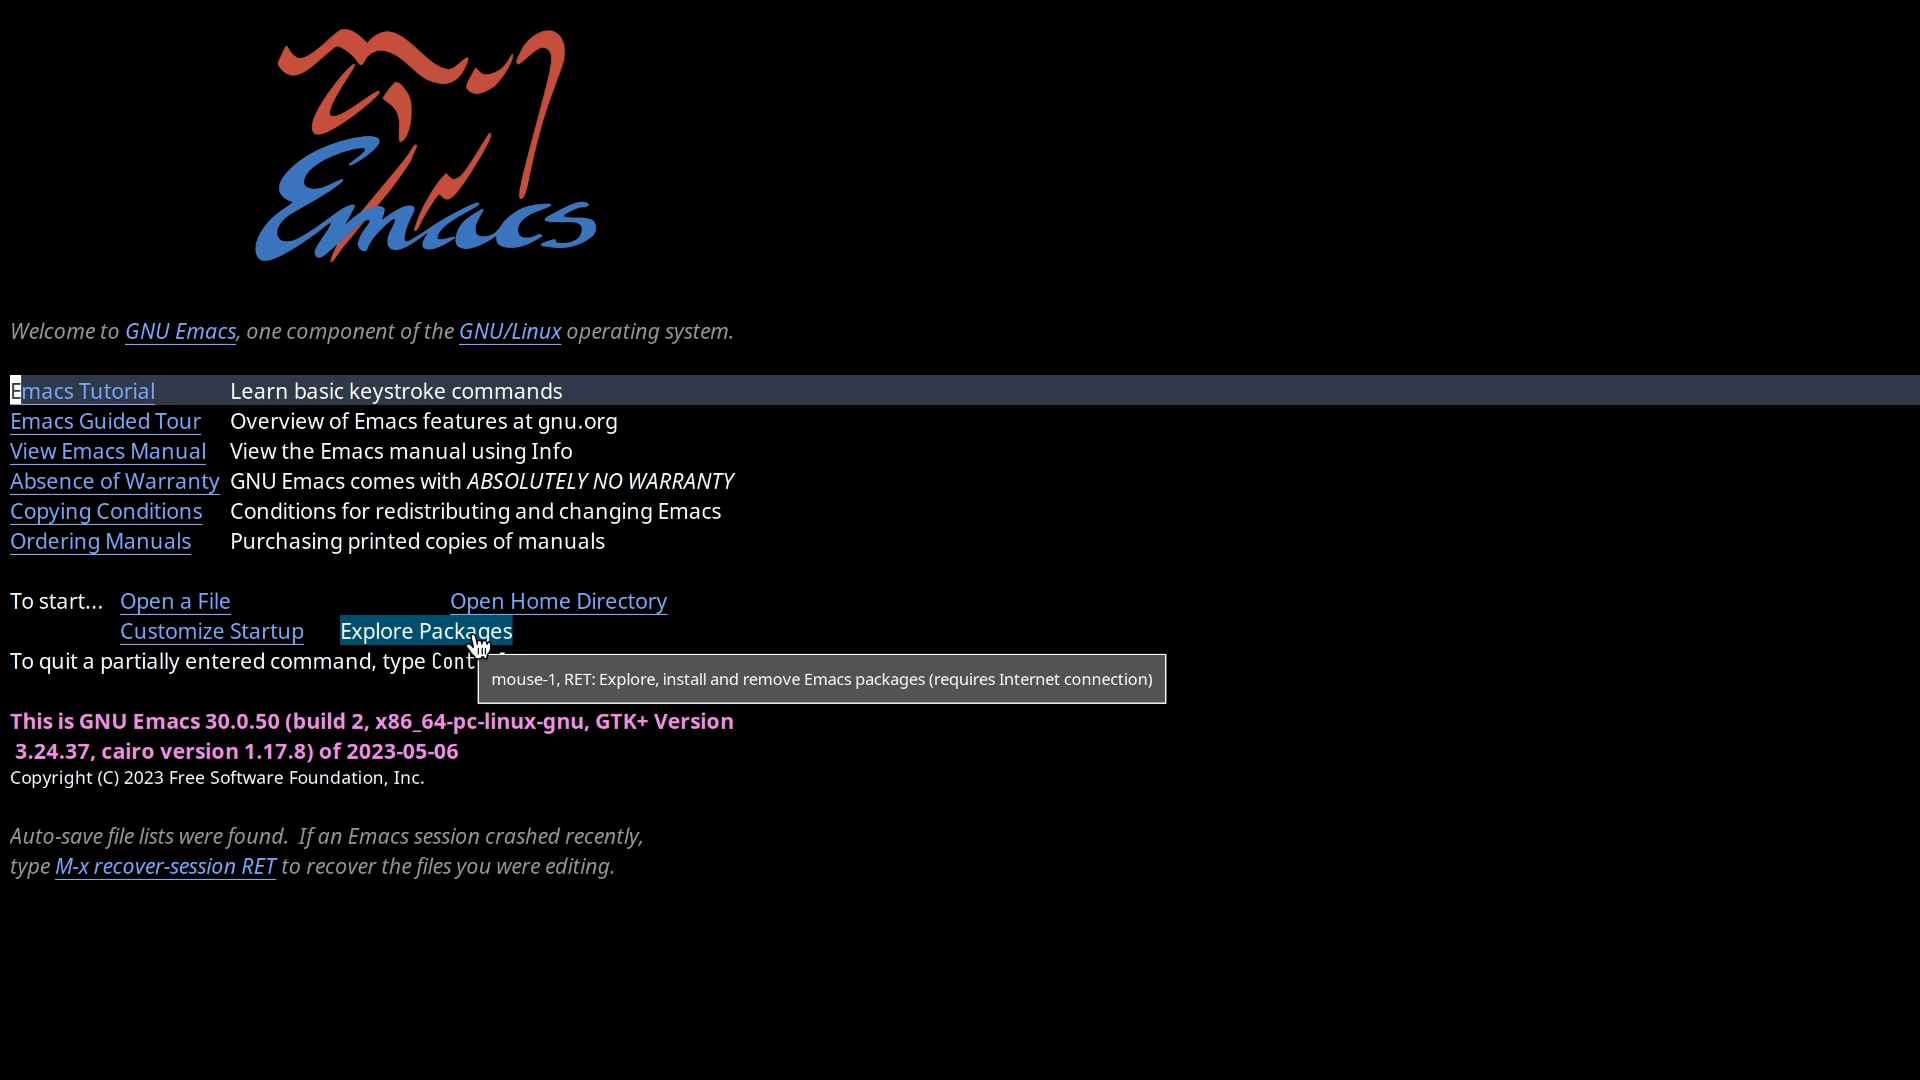 Emacs
Welcome to GNU Emacs, one component of the GNU/Linux operating system.
Emacs Tutorial Learn basic keystroke commands
Emacs Guided Tour Overview of Emacs features at gnu.org
View Emacs Manual View the Emacs manual using Info
Absence of Warranty GNU Emacs comes with ABSOLUTELY NO WARRANTY
Copying Conditions Conditions for redistributing and changing Emacs
Ordering Manuals Purchasing printed copies of manuals
To start... Open a File Open Home Directory
Customize Startup Explore Packages
To quit a partially entered command, type
mouse-1, RET: Explore, install and remove Emacs packages (requires Internet connection)
This is GNU Emacs 30.0.50 (build 2, x86_64-pc-linux-gnu, GTK+ Version
3.24.37, cairo version 1.17.8) of 2023-05-06
Copyright (C) 2023 Free Software Foundation, Inc.
Auto-save file lists were found. If an Emacs session crashed recently,
type M-x recover-session RET to recover the files you were editing.